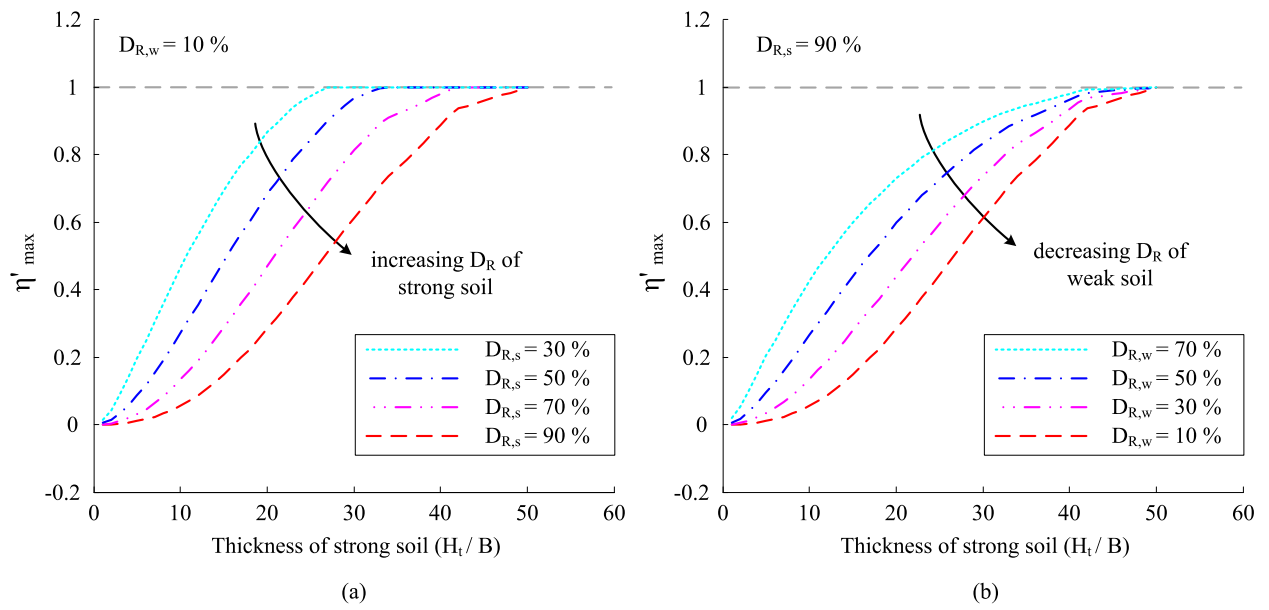 1.2
1
0.8
0.6
0.4
0.2
0
-0.2
η'max
D_R,w = 10 %
increasing D_R of
strong soil
D_R,s = 30 %
D_R,s = 50 %
D_R,s = 70 %
D_R,s = 90 %
0 10 20 30 40 50 60
Thickness of strong soil (H_t / B)
(a)
1.2
1
0.8
0.6
0.4
0.2
0
-0.2
η'max
D_R,s = 90 %
decreasing D_R of
weak soil
D_R,w = 70 %
D_R,w = 50 %
D_R,w = 30 %
D_R,w = 10 %
0 10 20 30 40 50 60
Thickness of strong soil (H_t / B)
(b)